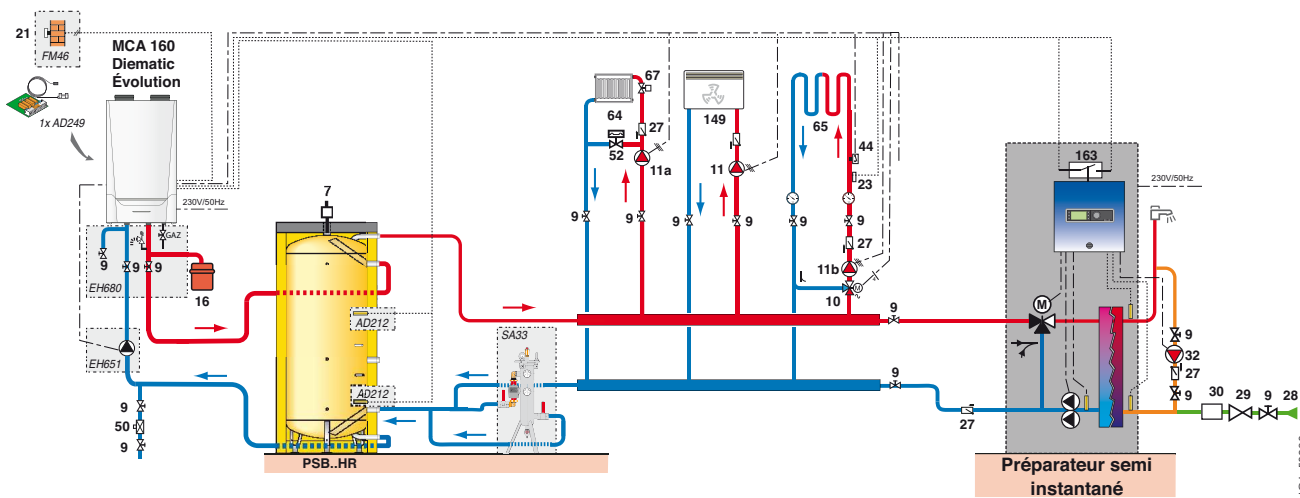 21
FM46
MCA 160
Diematic
Évolution
1x AD249
230V/50Hz
GAZ
9
9
9
EH680
16
EH651
9
50
9
7
AD212
AD212
PSB..HR
SA33
67
64
27
52
11a
9
9
149
11
9
9
65
44
23
9
9
27
11b
M
10
9
9
27
163
230V/50Hz
M
9
32
27
9
30
29
9
28
Préparateur semi
instantané